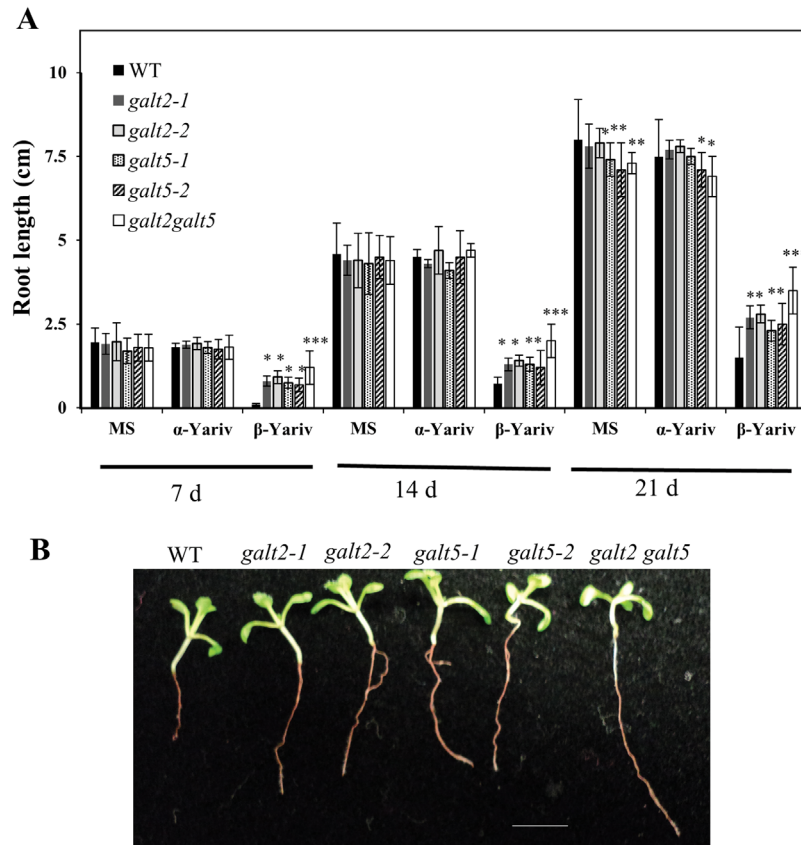 A
Root length (cm)
10
7.5
5
2.5
0
WT
galt2-1
galt2-2
galt5-1
galt5-2
galt2galt5
* * * * ***
* * ** ***
* ** **
* *
** ** **
MS α-Yariv β-Yariv MS α-Yariv β-Yariv MS α-Yariv β-Yariv
7 d 14 d 21 d
B
WT galt2-1 galt2-2 galt5-1 galt5-2 galt2 galt5